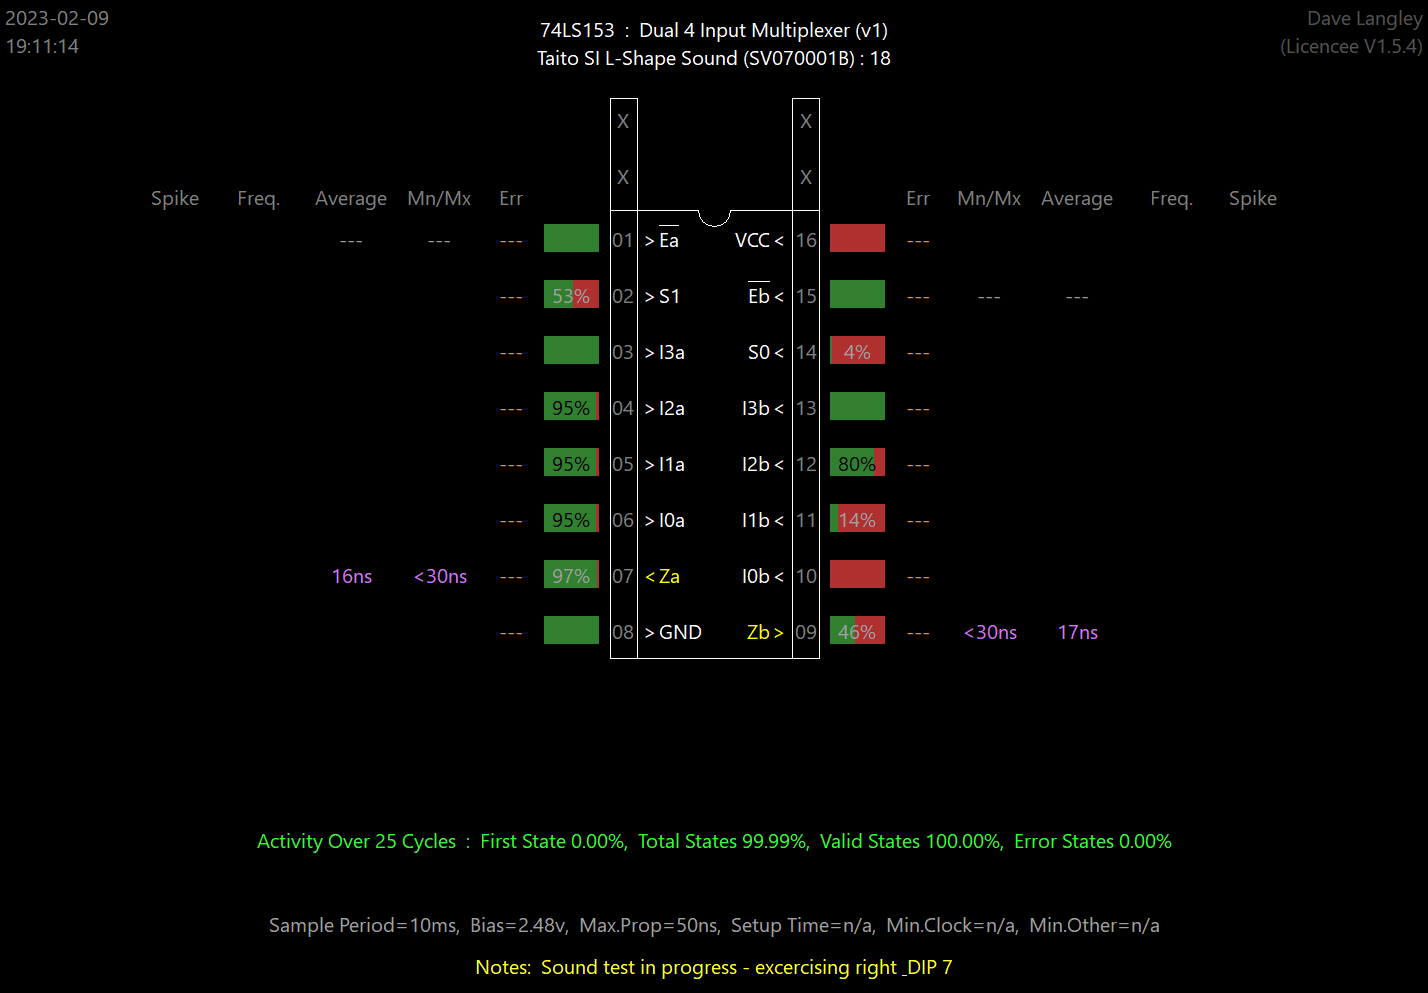 2023-02-09 74LS153 : Dual 4 Input Multiplexer (v1) Dave Langley
19:11:14 Taito SI L-Shape Sound (SV070001B) : 18 (Licencee V1.5.4)
X X
X X
Spike Freq. Average Mn/Mx Err Err Mn/Mx Average Freq. Spike
--- --- --- 01 > Ea VCC < 16 ---
--- 53% 02 > S1 Eb < 15 --- --- ---
--- 03 > I3a S0 < 14 4% ---
--- 95% 04 > I2a I3b < 13 ---
--- 95% 05 > I1a I2b < 12 80% ---
--- 95% 06 > I0a I1b < 11 14% ---
16ns <30ns --- 97% 07 < Za I0b < 10 ---
--- 08 > GND Zb > 09 46% --- <30ns 17ns
Activity Over 25 Cycles : First State 0.00%, Total States 99.99%, Valid States 100.00%, Error States 0.00%
Sample Period=10ms, Bias=2.48v, Max.Prop=50ns, Setup Time=n/a, Min.Clock=n/a, Min.Other=n/a
Notes: Sound test in progress - excercising right _DIP 7